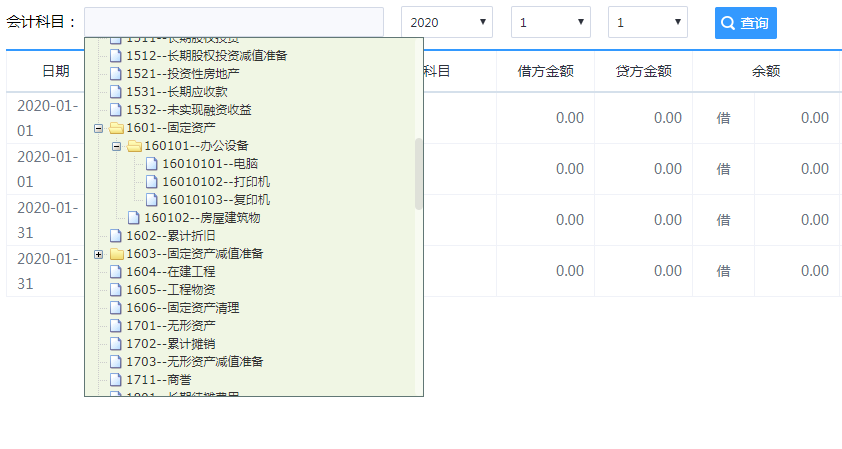 会计科目： 2020 1 1 查询
日期 科目 借方金额 贷方金额 余额
2020-01-01 0.00 0.00 借 0.00
2020-01-01 0.00 0.00 借 0.00
2020-01-31 0.00 0.00 借 0.00
2020-01-31 0.00 0.00 借 0.00
1511--长期股权投资
1512--长期股权投资减值准备
1521--投资性房地产
1531--长期应收款
1532--未实现融资收益
1601--固定资产
160101--办公设备
16010101--电脑
16010102--打印机
16010103--复印机
160102--房屋建筑物
1602--累计折旧
1603--固定资产减值准备
1604--在建工程
1605--工程物资
1606--固定资产清理
1701--无形资产
1702--累计摊销
1703--无形资产减值准备
1711--商誉
1801--长期待摊费用